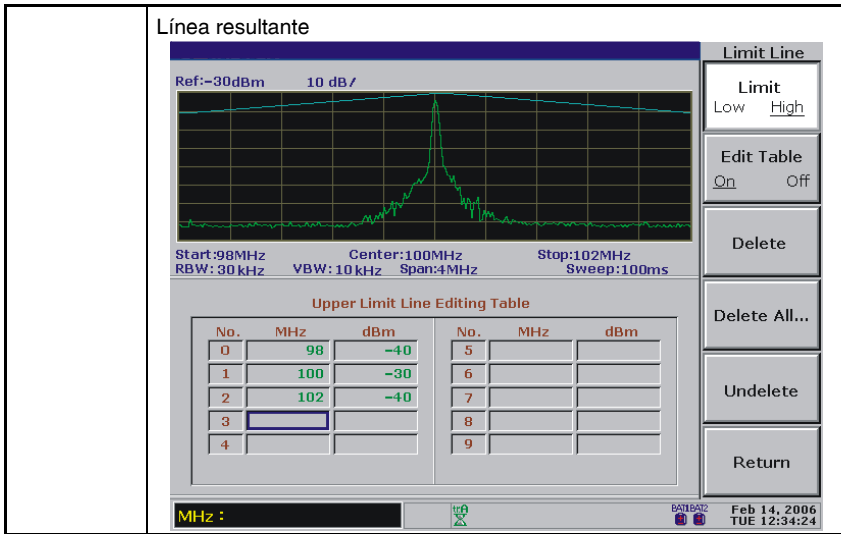 Línea resultante
Limit Line
Ref:-30dBm 10 dB/
Limit
Low High
Edit Table
On Off
Delete
Start:98MHz Center:100MHz Stop:102MHz
RBW: 30 kHz VBW: 10 kHz Span:4MHz Sweep:100ms
Delete All...
Upper Limit Line Editing Table
No. MHz dBm No. MHz dBm
0 98 -40 5
1 100 -30 6
2 102 -40 7
3 8
4 9
Undelete
Return
MHz :
trA
BAT1 BAT2
Feb 14, 2006
TUE 12:34:24